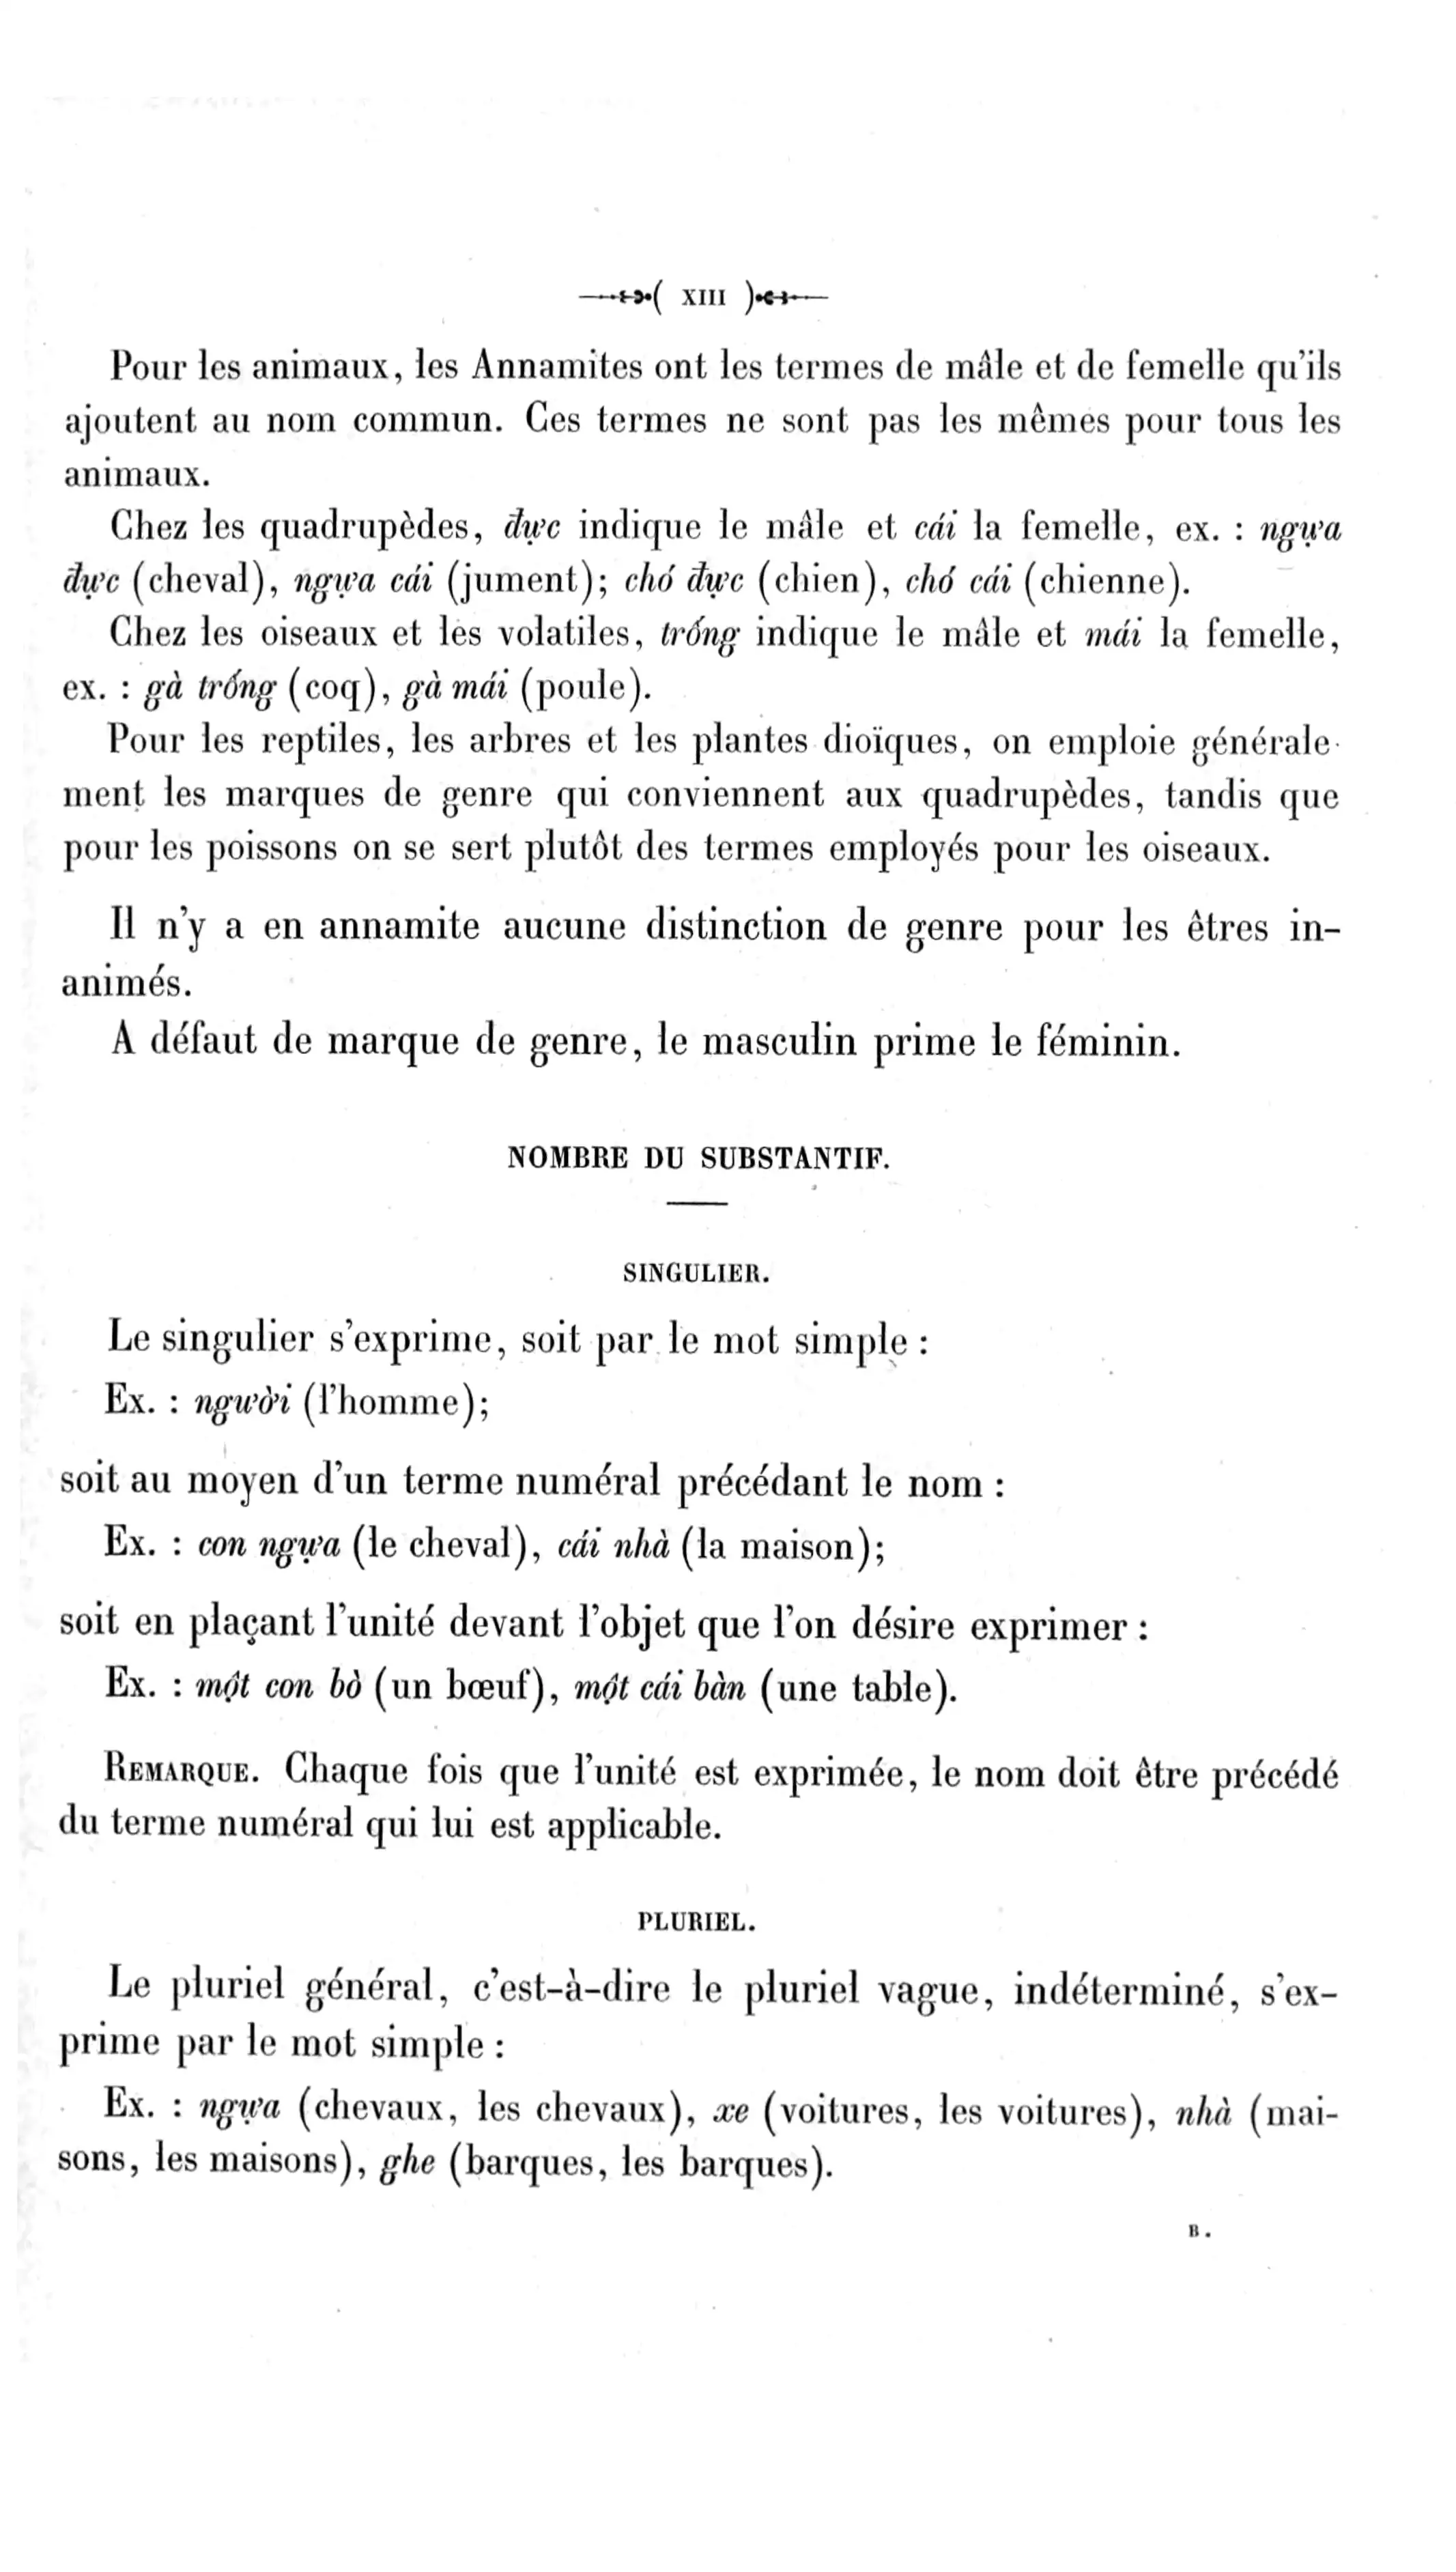 ( XIII )
Pour les animaux, les Annamites ont les termes de mâle et de femelle qu'ils
ajoutent au nom commun. Ces termes ne sont pas les mêmes pour tous les
animaux.
Chez les quadrupèdes, đực indique le mâle et cái la femelle, ex. : ngựa
đực (cheval), ngựa cái (jument); chó đực (chien), chó cái (chienne).
Chez les oiseaux et les volatiles, trống indique le mâle et mái la femelle,
ex. : gà trống (coq), gà mái (poule).
Pour les reptiles, les arbres et les plantes dioïques, on emploie générale-
ment les marques de genre qui conviennent aux quadrupèdes, tandis que
pour les poissons on se sert plutôt des termes employés pour les oiseaux.
Il n'y a en annamite aucune distinction de genre pour les êtres in-
animés.
A défaut de marque de genre, le masculin prime le féminin.
NOMBRE DU SUBSTANTIF.
SINGULIER.
Le singulier s'exprime, soit par le mot simple :
Ex. : người (l'homme);
soit au moyen d'un terme numéral précédant le nom :
Ex. : con ngựa (le cheval), cái nhà (la maison);
soit en plaçant l'unité devant l'objet que l'on désire exprimer :
Ex. : một con bò (un bœuf), một cái bàn (une table).
REMARQUE. Chaque fois que l'unité est exprimée, le nom doit être précédé
du terme numéral qui lui est applicable.
PLURIEL.
Le pluriel général, c'est-à-dire le pluriel vague, indéterminé, s'ex-
prime par le mot simple :
Ex. : ngựa (chevaux, les chevaux), xe (voitures, les voitures), nhà (mai-
sons, les maisons), ghe (barques, les barques).
B.